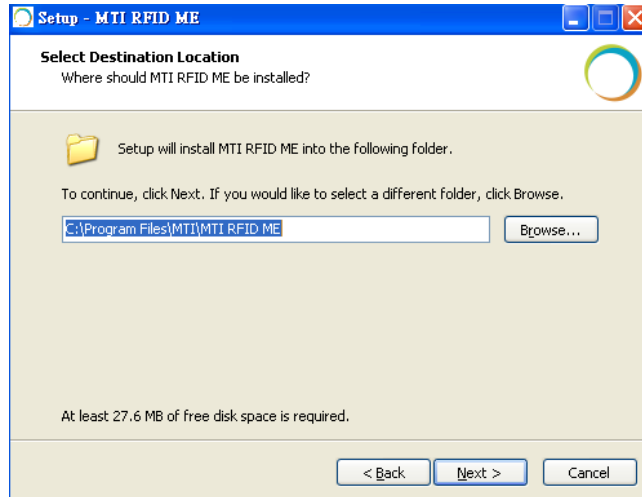 Setup - MTI RFID ME
Select Destination Location
Where should MTI RFID ME be installed?
Setup will install MTI RFID ME into the following folder.
To continue, click Next. If you would like to select a different folder, click Browse.
C:\Program Files\MTI\MTI RFID ME
Browse...
At least 27.6 MB of free disk space is required.
< Back
Next >
Cancel